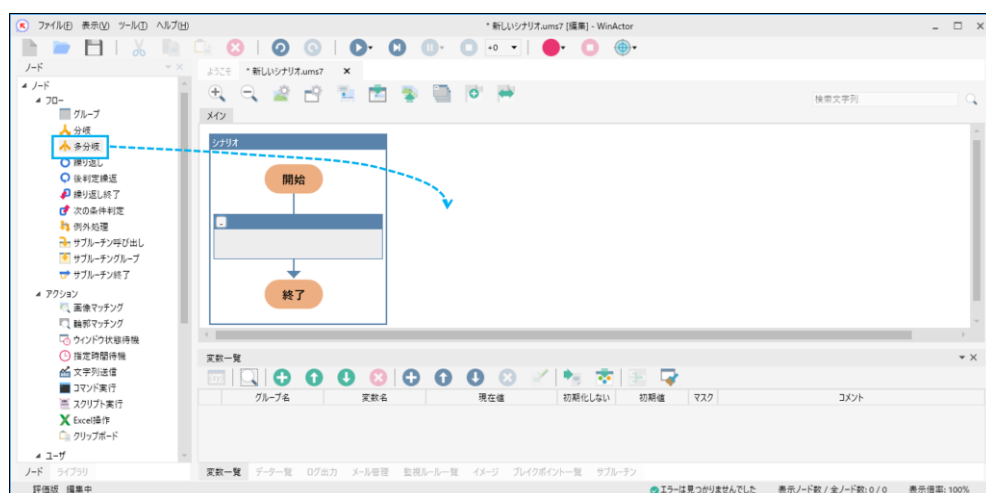 ファイル(F) 表示(V) ツール(T) ヘルプ(H)
* 新しいシナリオ.ums7 [編集] - WinActor
+0
ノード
ようこそ * 新しいシナリオ.ums7
ノード
フロー
グループ
分岐
多分岐
繰り返し
後判定繰返
繰り返し終了
次の条件判定
例外処理
サブルーチン呼び出し
サブルーチングループ
サブルーチン終了
アクション
画像マッチング
輪郭マッチング
ウィンドウ状態待機
指定時間待機
文字列送信
コマンド実行
スクリプト実行
Excel操作
クリップボード
ユーザ
ノード ライブラリ
検索文字列
メイン
シナリオ
開始
終了
変数一覧
グループ名 変数名 現在値 初期化しない 初期値 マスク コメント
変数一覧 データ一覧 ログ出力 メール管理 監視ルール一覧 イメージ ブレイクポイント一覧 サブルーチン
評価版 編集中
エラーは見つかりませんでした 表示ノード数 / 全ノード数: 0 / 0 表示倍率: 100%